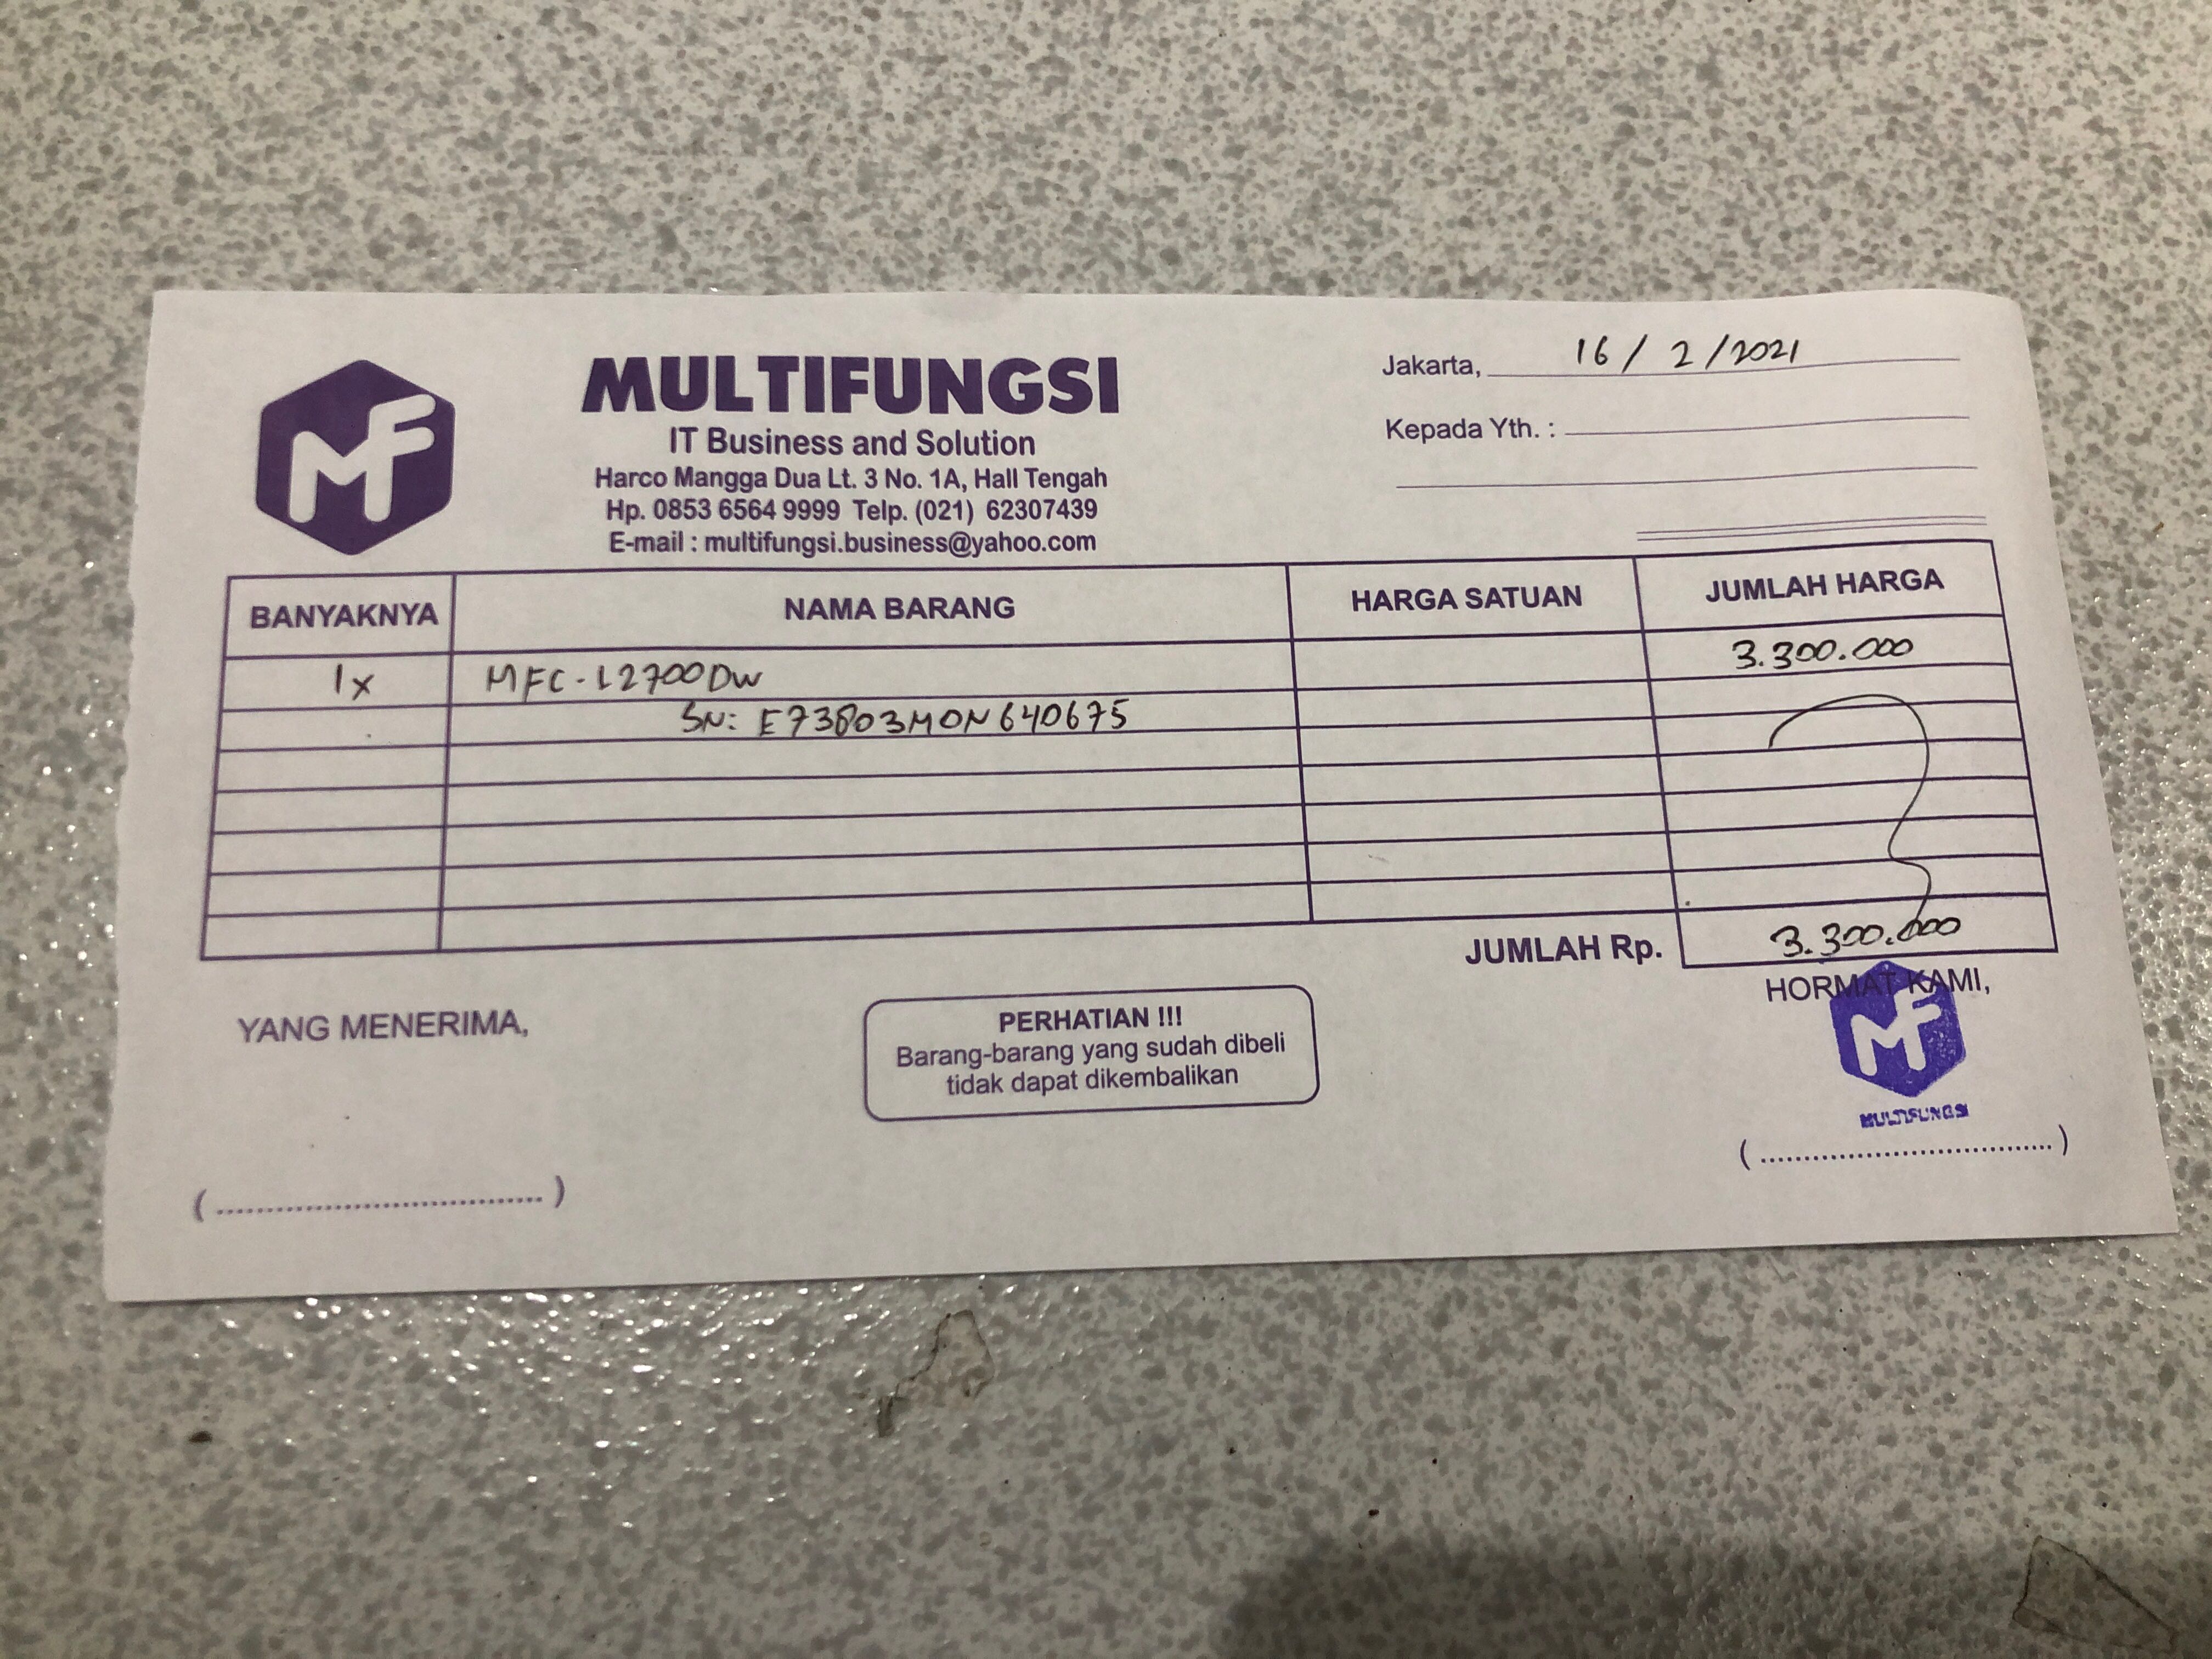 MF
MULTIFUNGSI
IT Business and Solution
Harco Mangga Dua Lt. 3 No. 1A, Hall Tengah
Hp. 0853 6564 9999 Telp. (021) 62307439
E-mail : multifungsi.business@yahoo.com
Jakarta, 16 / 2 / 2021
Kepada Yth. :
BANYAKNYA NAMA BARANG HARGA SATUAN JUMLAH HARGA
1x MFC-L2700DW 3.300.000
SN: E73803M0N640675
JUMLAH Rp. 3.300.000
YANG MENERIMA,
PERHATIAN !!!
Barang-barang yang sudah dibeli
tidak dapat dikembalikan
HORMAT KAMI,
MF
MULTIFUNGSI
( ................................. )
( ................................. )